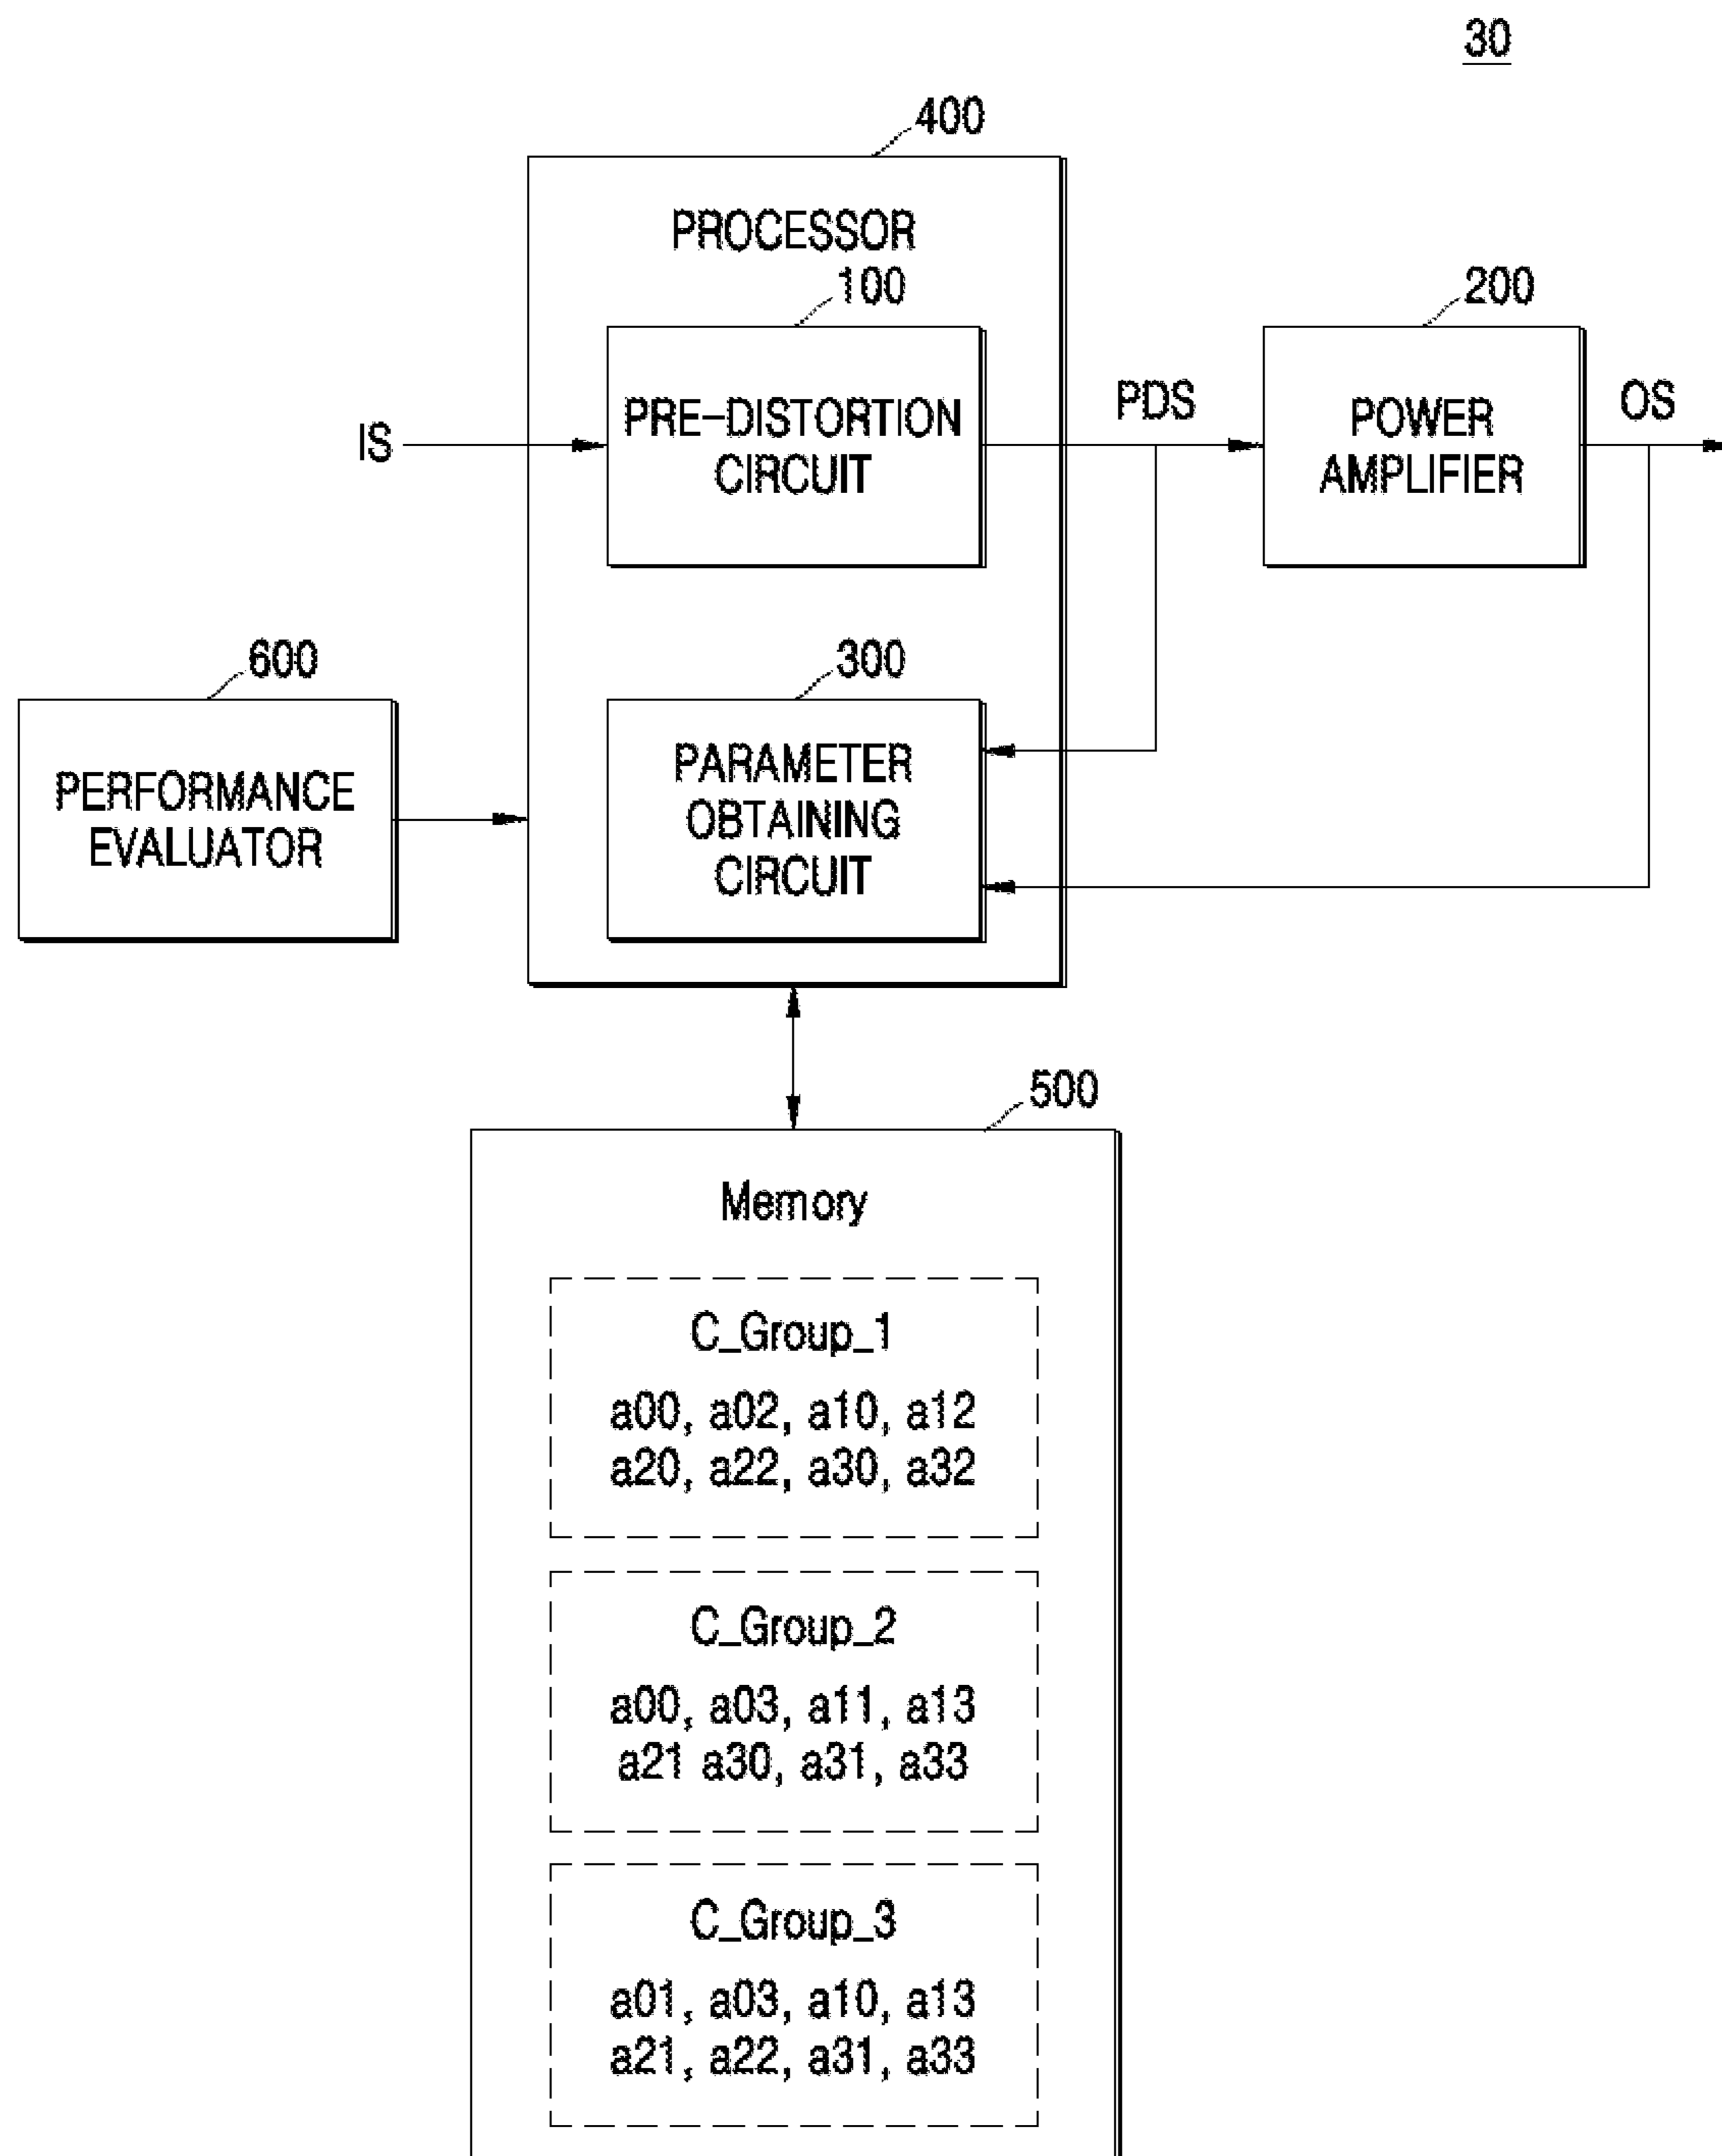 30
400
PROCESSOR
100
200
IS
PRE-DISTORTION
CIRCUIT
PDS
POWER
AMPLIFIER
OS
600
300
PERFORMANCE
EVALUATOR
PARAMETER
OBTAINING
CIRCUIT
500
Memory
C_Group_1
a00, a02, a10, a12
a20, a22, a30, a32
C_Group_2
a00, a03, a11, a13
a21 a30, a31, a33
C_Group_3
a01, a03, a10, a13
a21, a22, a31, a33